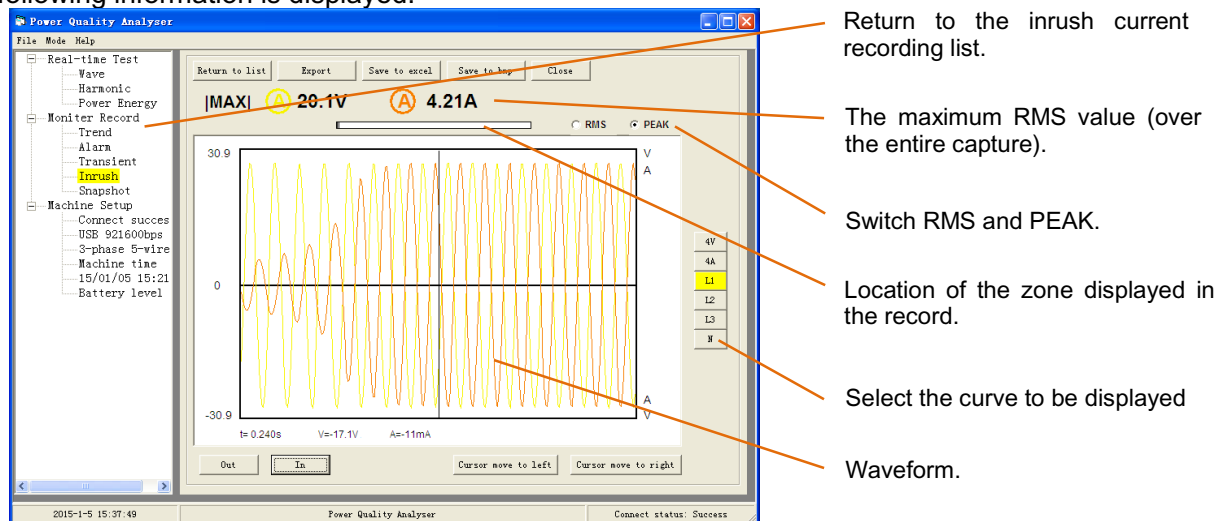 following information is displayed:
Power Quality Analyser
File Mode Help
Real-time Test
Wave
Harmonic
Power Energy
Moniter Record
Trend
Alarm
Transient
Inrush
Snapshot
Machine Setup
Connect succes
USB 921600bps
3-phase 5-wire
Machine time
15/01/05 15:21
Battery level
Return to list Export Save to excel Save to bmp Close
|MAX| A 20.1V A 4.21A
RMS PEAK
30.9 V
A
0
-30.9 A
V
t= 0.240s V=-17.1V A=-11mA
4V
4A
L1
L2
L3
N
Out In Cursor move to left Cursor move to right
2015-1-5 15:37:49 Power Quality Analyser Connect status: Success
Return to the inrush current
recording list.
The maximum RMS value (over
the entire capture).
Switch RMS and PEAK.
Location of the zone displayed in
the record.
Select the curve to be displayed
Waveform.